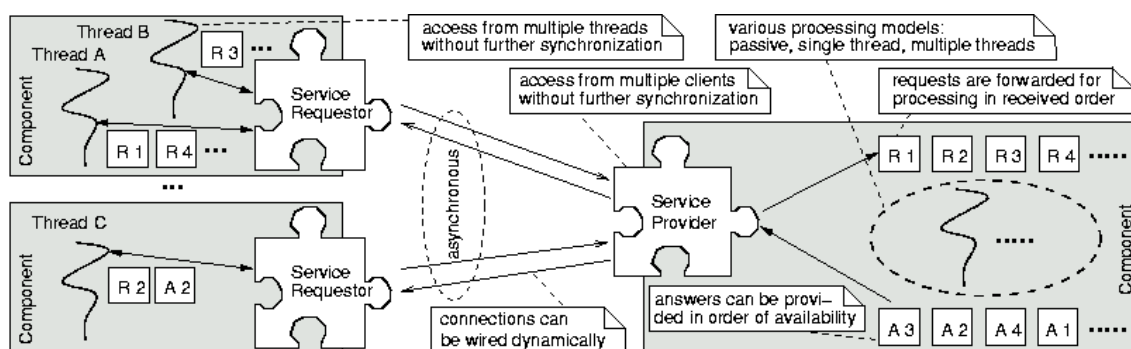 Thread B
Thread A
R 3
Component
R 1
R 4
Service
Requestor
access from multiple threads
without further synchronization
access from multiple clients
without further synchronization
various processing models:
passive, single thread, multiple threads
requests are forwarded for
processing in received order
asynchronous
Thread C
Component
R 2
A 2
Service
Requestor
connections can
be wired dynamically
Service
Provider
R 1
R 2
R 3
R 4
answers can be provi-
ded in order of availability
A 3
A 2
A 4
A 1
Component